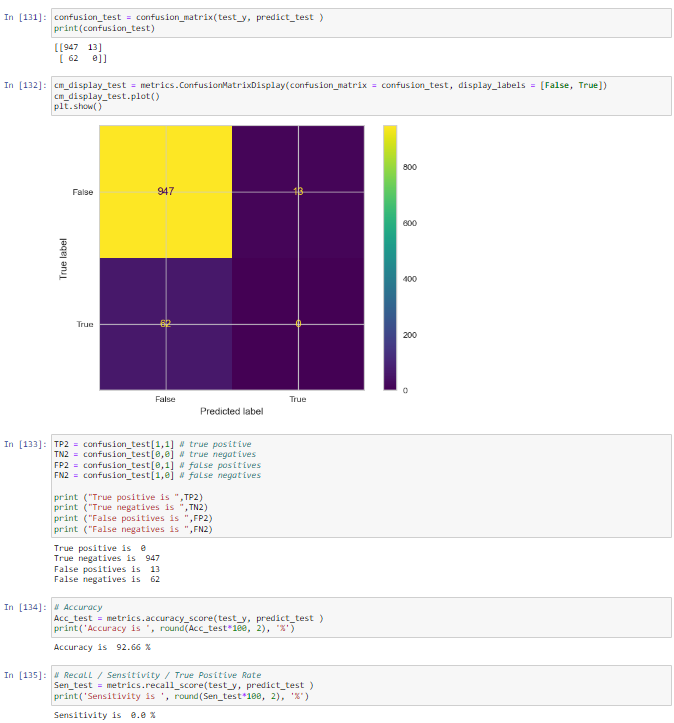 In [131]: confusion_test = confusion_matrix(test_y, predict_test )
print(confusion_test)
[[947  13]
 [ 62   0]]
In [132]: cm_display_test = metrics.ConfusionMatrixDisplay(confusion_matrix = confusion_test, display_labels = [False, True])
cm_display_test.plot()
plt.show()
800
False 947 13
600
True label
400
True 62 0
200
0
False True
Predicted label
In [133]: TP2 = confusion_test[1,1] # true positive
TN2 = confusion_test[0,0] # true negatives
FP2 = confusion_test[0,1] # false positives
FN2 = confusion_test[1,0] # false negatives
print ("True positive is ",TP2)
print ("True negatives is ",TN2)
print ("False positives is ",FP2)
print ("False negatives is ",FN2)
True positive is  0
True negatives is  947
False positives is  13
False negatives is  62
In [134]: # Accuracy
Acc_test = metrics.accuracy_score(test_y, predict_test )
print('Accuracy is ', round(Acc_test*100, 2), '%')
Accuracy is  92.66 %
In [135]: # Recall / Sensitivity / True Positive Rate
Sen_test = metrics.recall_score(test_y, predict_test )
print('Sensitivity is ', round(Sen_test*100, 2), '%')
Sensitivity is  0.0 %